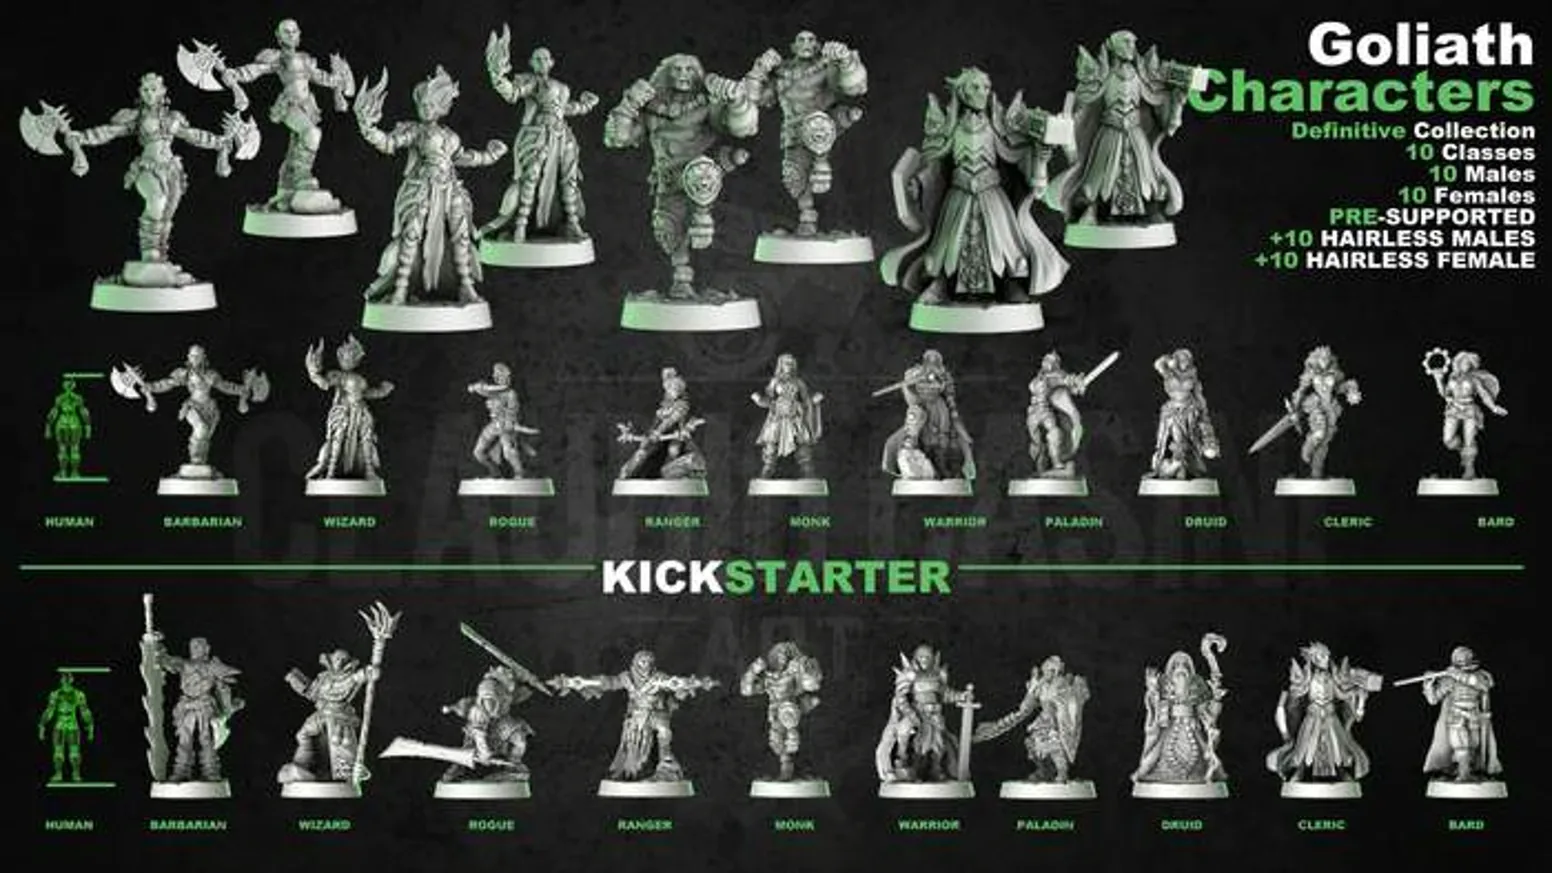 Goliath
Characters
Definitive Collection
10 Classes
10 Males
10 Females
PRE-SUPPORTED
+10 HAIRLESS MALES
+10 HAIRLESS FEMALE
HUMAN BARBARIAN WIZARD ROGUE RANGER MONK WARRIOR PALADIN DRUID CLERIC BARD
KICKSTARTER
HUMAN BARBARIAN WIZARD ROGUE RANGER MONK WARRIOR PALADIN DRUID CLERIC BARD